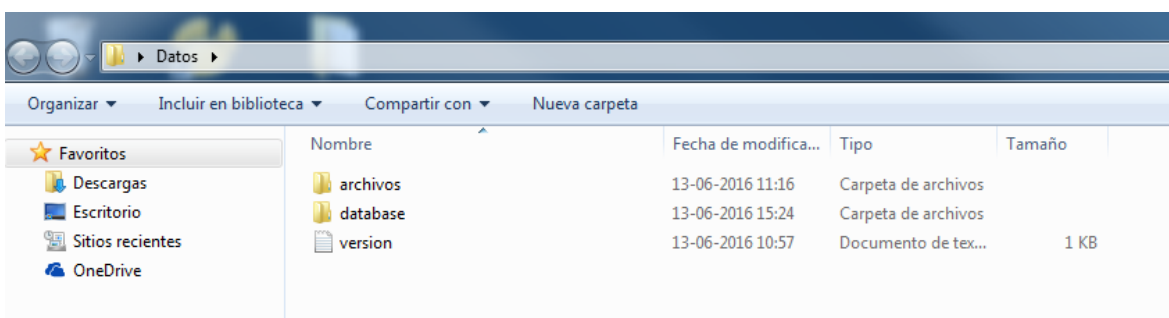 Datos
Organizar Incluir en biblioteca Compartir con Nueva carpeta
Favoritos
Descargas
Escritorio
Sitios recientes
OneDrive
Nombre Fecha de modifica... Tipo Tamaño
archivos 13-06-2016 11:16 Carpeta de archivos
database 13-06-2016 15:24 Carpeta de archivos
version 13-06-2016 10:57 Documento de tex... 1 KB